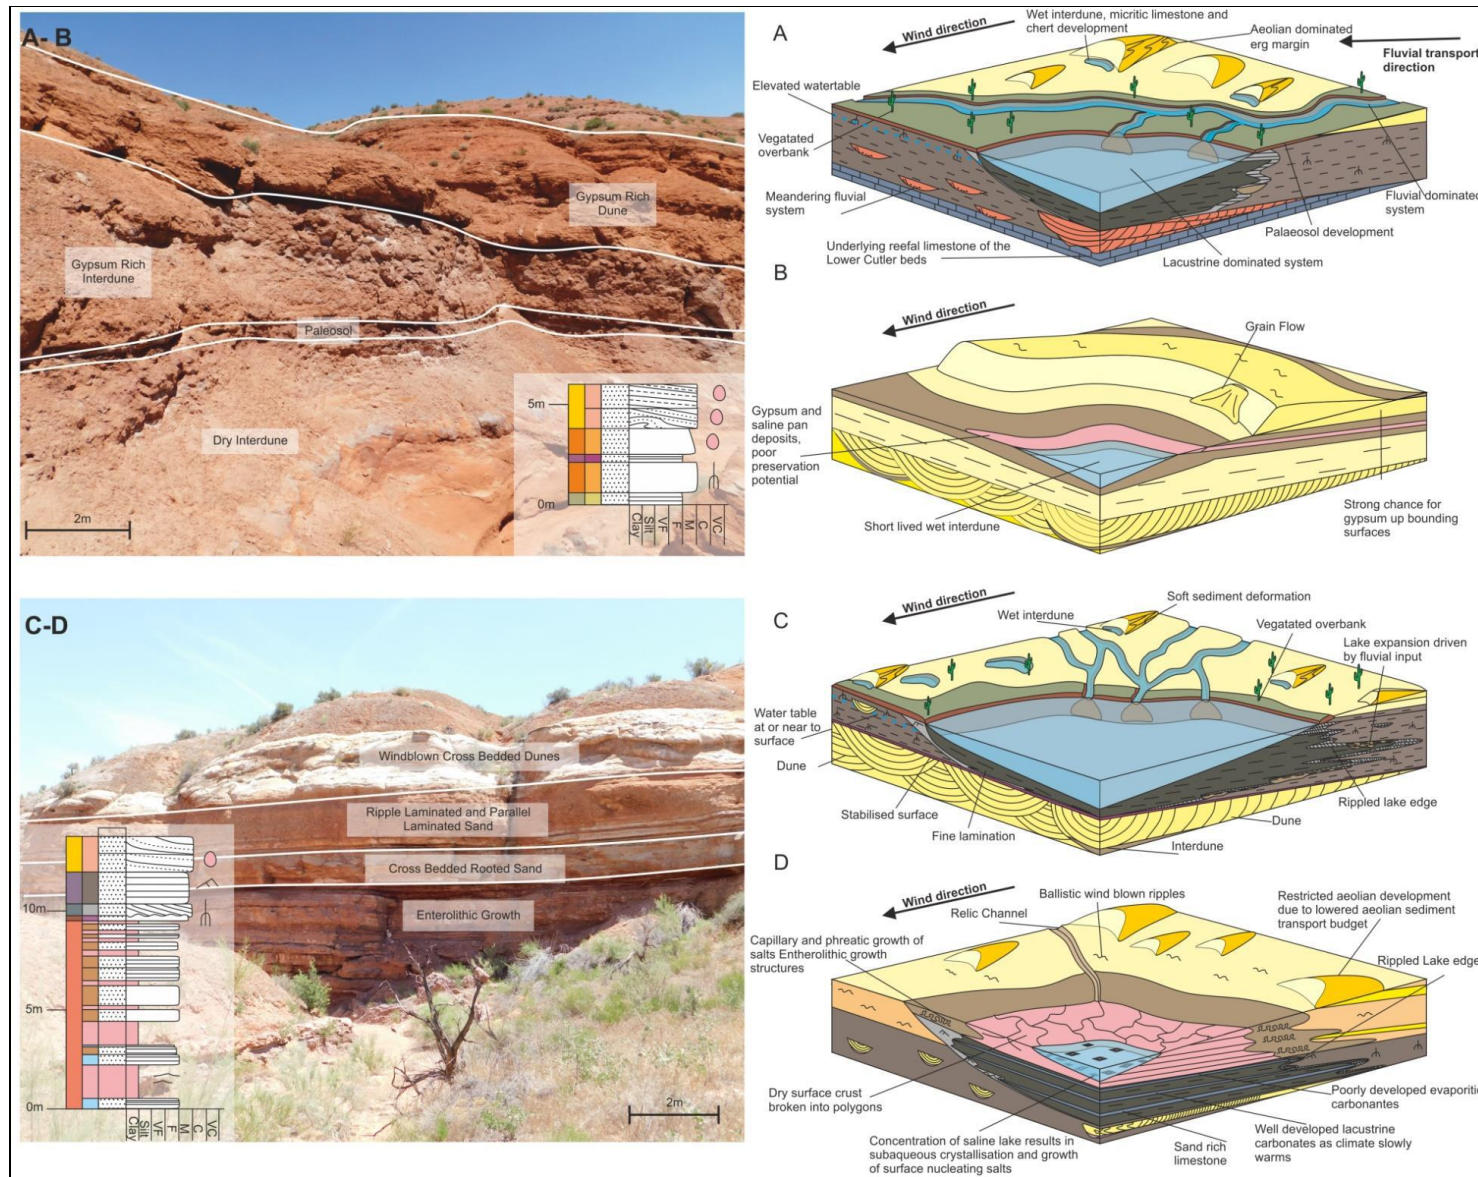 A- B
Gypsum Rich
Dune
Gypsum Rich
Interdune
Paleosol
Dry Interdune
2m
5m
0m
Clay
Silt
VF
F
M
C
VC
A
Wind direction
Wet interdune, micritic limestone and
chert development
Aeolian dominated
erg margin
Fluvial transport
direction
Elevated watertable
Vegatated
overbank
Meandering fluvial
system
Underlying reefal limestone of the
Lower Cutler beds
Fluvial dominated
system
Palaeosol development
Lacustrine dominated system
B
Wind direction
Grain Flow
Gypsum and
saline pan
deposits,
poor
preservation
potential
Short lived wet interdune
Strong chance for
gypsum up bounding
surfaces
C-D
Windblown Cross Bedded Dunes
Ripple Laminated and Parallel
Laminated Sand
Cross Bedded Rooted Sand
Enterolithic Growth
10m
5m
0m
Clay
Silt
VF
F
M
C
VC
2m
C
Wind direction
Wet interdune
Soft sediment deformation
Vegatated overbank
Lake expansion driven
by fluvial input
Water table
at or near to
surface
Dune
Stabilised surface
Fine lamination
Rippled lake edge
Dune
Interdune
D
Wind direction
Ballistic wind blown ripples
Relic Channel
Restricted aeolian development
due to lowered aeolian sediment
transport budget
Capillary and phreatic growth of
salts Entherolithic growth
structures
Rippled Lake edge
Dry surface crust
broken into polygons
Poorly developed evaporitic
carbonantes
Concentration of saline lake results in
subaqueous crystallisation and growth
of surface nucleating salts
Sand rich
limestone
Well developed lacustrine
carbonates as climate slowly
warms